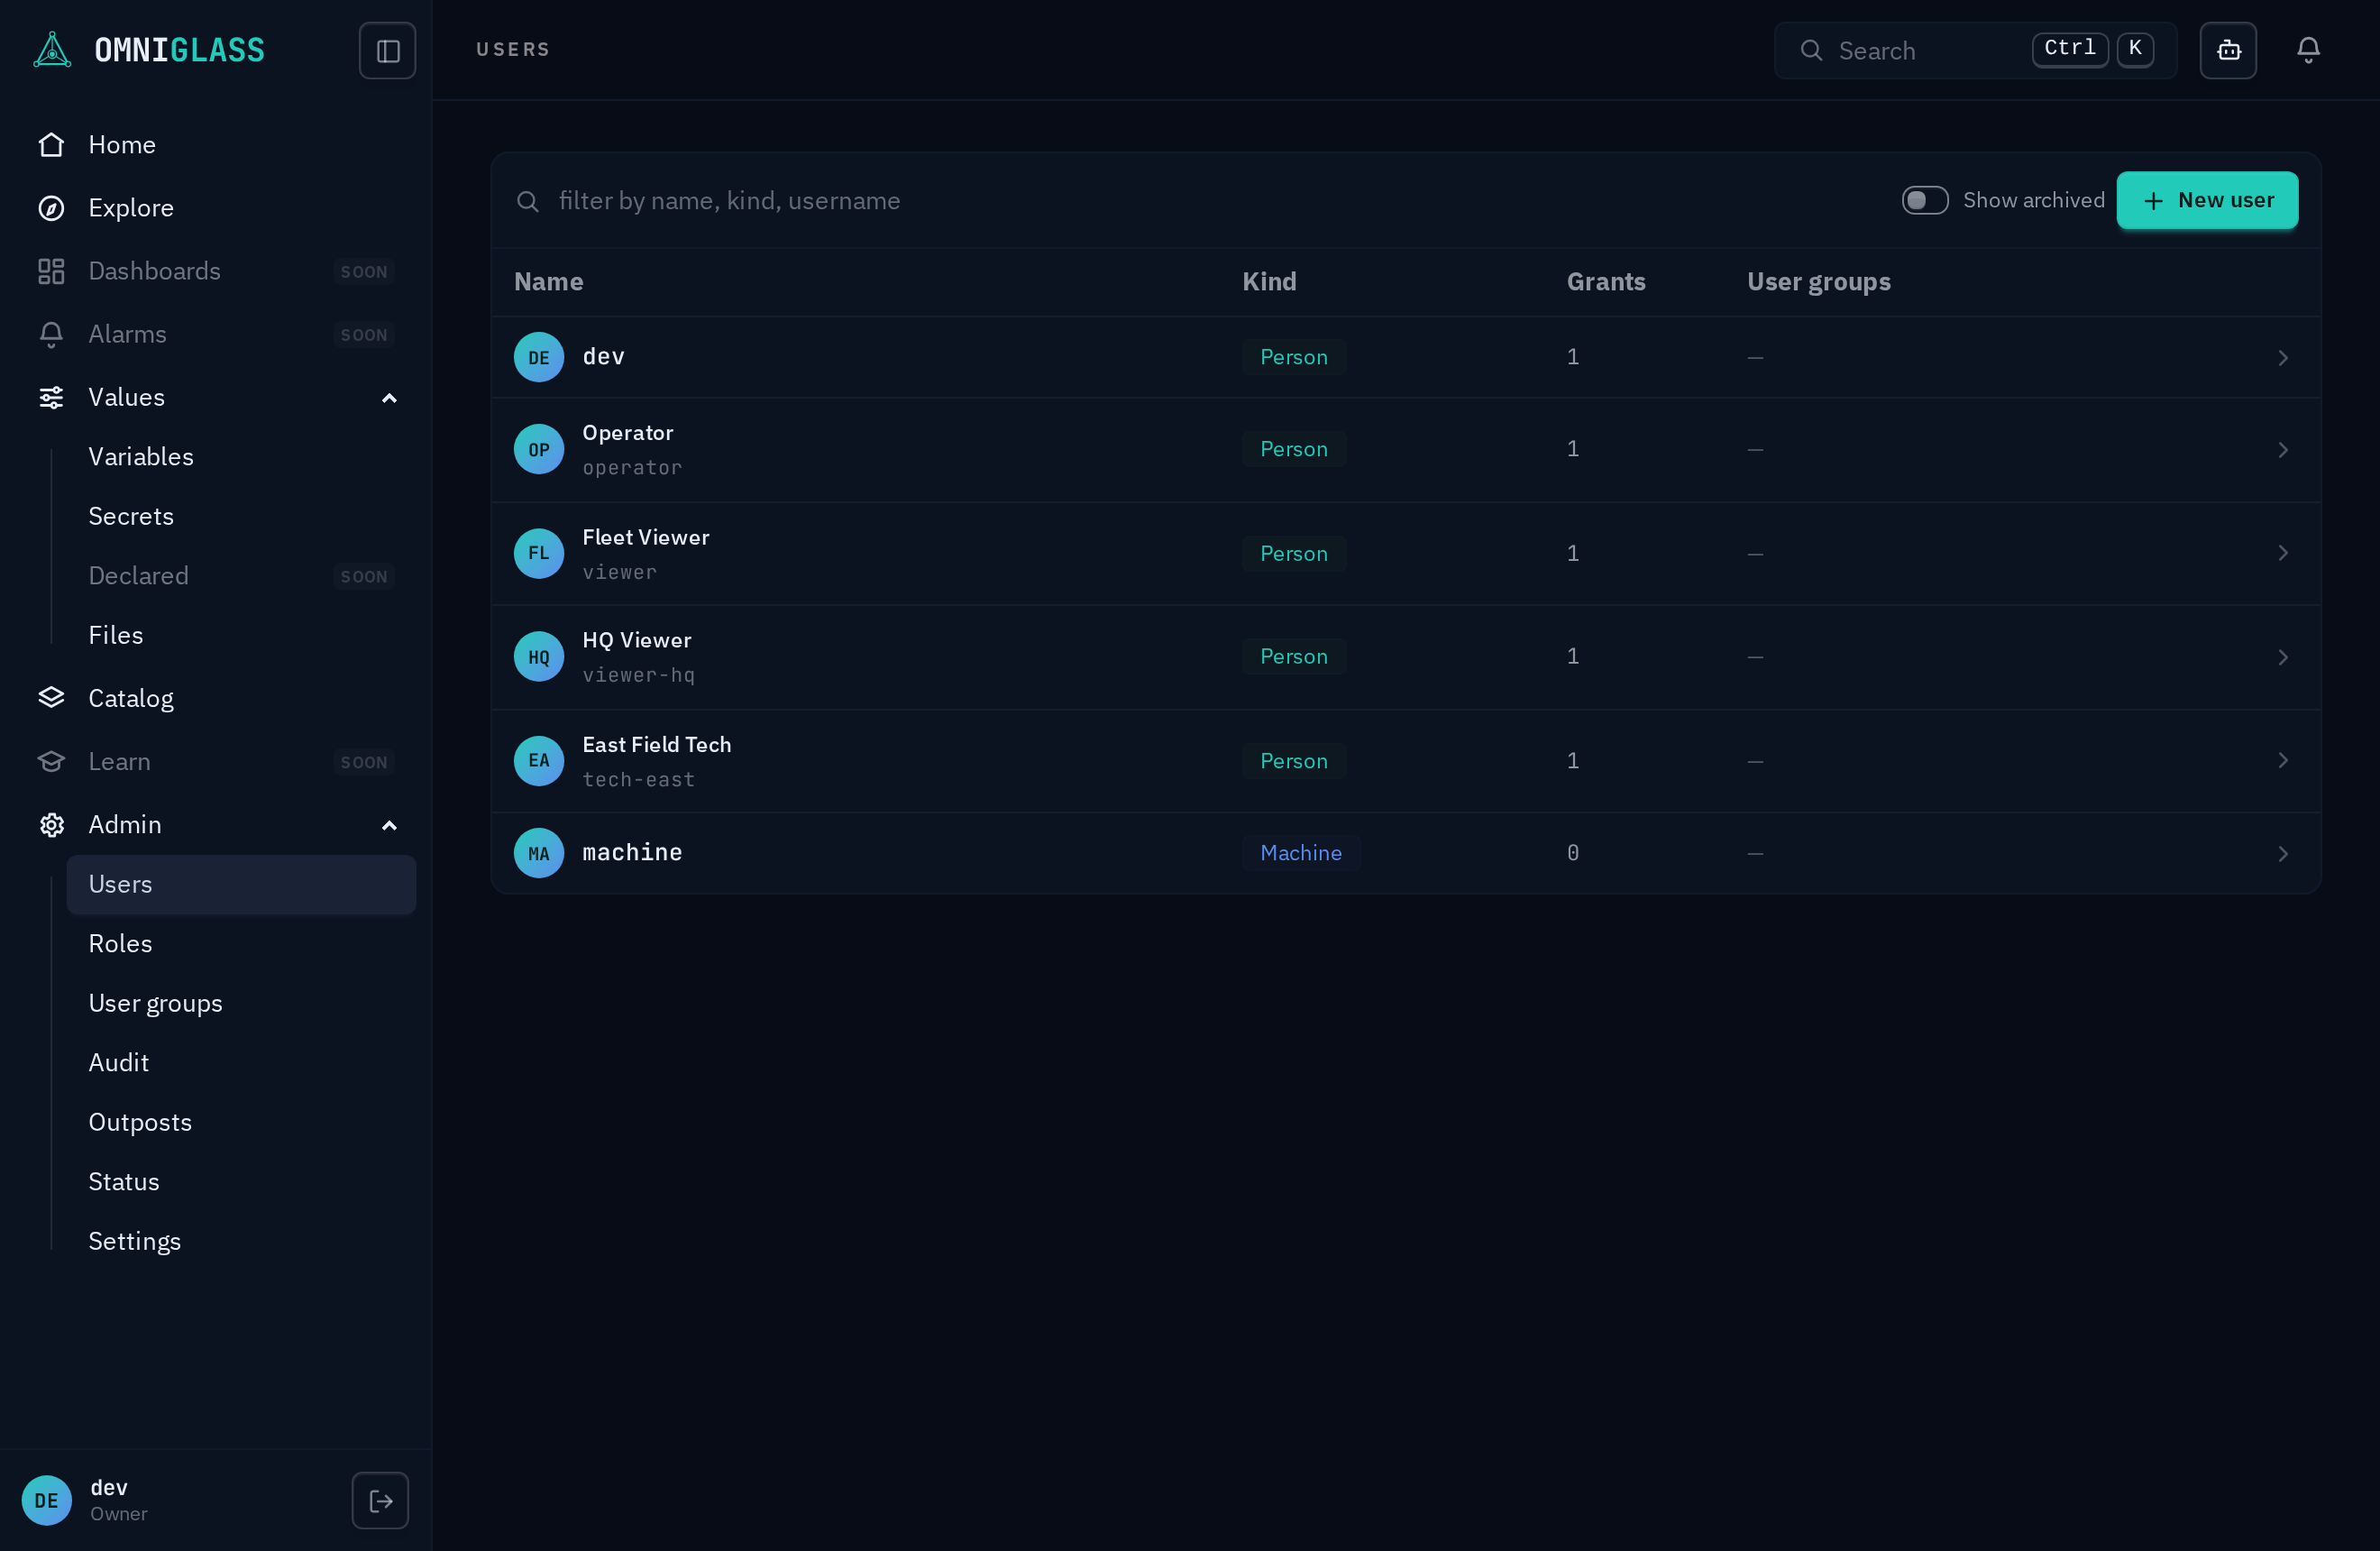 OMNIGLASS
USERS
Search Ctrl K
Home
Explore
Dashboards SOON
Alarms SOON
Values
Variables
Secrets
Declared SOON
Files
Catalog
Learn SOON
Admin
Users
Roles
User groups
Audit
Outposts
Status
Settings
DE dev
Owner
filter by name, kind, username Show archived + New user
Name Kind Grants User groups
DE dev Person 1 —
OP Operator Person 1 —
operator
FL Fleet Viewer Person 1 —
viewer
HQ HQ Viewer Person 1 —
viewer-hq
EA East Field Tech Person 1 —
tech-east
MA machine Machine 0 —